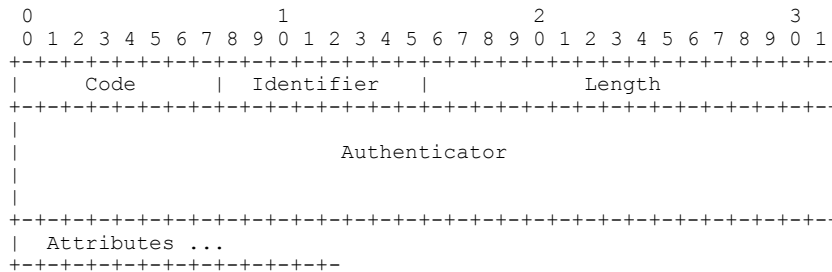 0                   1                   2                   3
 0 1 2 3 4 5 6 7 8 9 0 1 2 3 4 5 6 7 8 9 0 1 2 3 4 5 6 7 8 9 0 1
+-+-+-+-+-+-+-+-+-+-+-+-+-+-+-+-+-+-+-+-+-+-+-+-+-+-+-+-+-+-+-+-
|     Code      |  Identifier   |            Length
+-+-+-+-+-+-+-+-+-+-+-+-+-+-+-+-+-+-+-+-+-+-+-+-+-+-+-+-+-+-+-+-
|
|                         Authenticator
|
|
+-+-+-+-+-+-+-+-+-+-+-+-+-+-+-+-+-+-+-+-+-+-+-+-+-+-+-+-+-+-+-+-
|  Attributes ...
+-+-+-+-+-+-+-+-+-+-+-+-+-